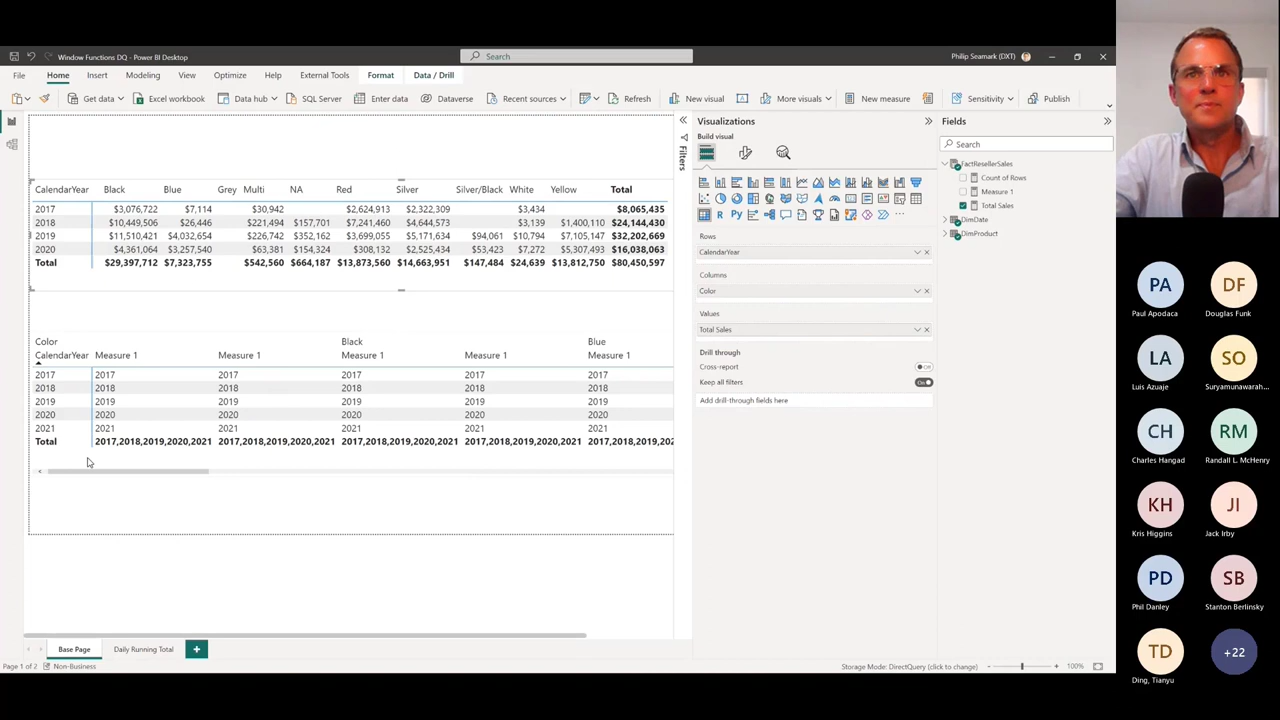 Window Functions DQ - Power BI Desktop
Search
Philip Seamark (DXT)
File Home Insert Modeling View Optimize Help External Tools Format Data / Drill
Get data Excel workbook Data hub SQL Server Enter data Dataverse Recent sources Refresh New visual More visuals New measure Sensitivity Publish
CalendarYear Black Blue Grey Multi NA Red Silver Silver/Black White Yellow Total
2017 $3,076,722 $7,114 $30,942 $2,624,913 $2,322,309 $3,434 $8,065,435
2018 $10,449,506 $26,446 $221,494 $157,701 $7,241,460 $4,644,573 $3,139 $1,400,110 $24,144,430
2019 $11,510,421 $4,032,654 $226,742 $352,162 $3,699,055 $5,171,634 $94,061 $10,794 $7,105,147 $32,202,669
2020 $4,361,064 $3,257,540 $63,381 $154,324 $308,132 $2,525,434 $53,423 $7,272 $5,307,493 $16,038,063
Total $29,397,712 $7,323,755 $542,560 $664,187 $13,873,560 $14,663,951 $147,484 $24,639 $13,812,750 $80,450,597
Color Black Blue
CalendarYear Measure 1 Measure 1 Measure 1 Measure 1 Measure 1
2017 2017 2017 2017 2017 2017
2018 2018 2018 2018 2018 2018
2019 2019 2019 2019 2019 2019
2020 2020 2020 2020 2020 2020
2021 2021 2021 2021 2021 2021
Total 2017,2018,2019,2020,2021 2017,2018,2019,2020,2021 2017,2018,2019,2020,2021 2017,2018,2019,2020,2021 2017,2018,2019,202
Filters
Visualizations
Build visual
Rows
CalendarYear
Columns
Color
Values
Total Sales
Drill through
Cross-report Off
Keep all filters On
Add drill-through fields here
Fields
Search
FactResellerSales
Count of Rows
Measure 1
Total Sales
DimDate
DimProduct
Base Page Daily Running Total
Page 1 of 2 Non-Business Storage Mode: DirectQuery (click to change) 100%
PA DF
Paul Apodaca Douglas Funk
LA SO
Luis Azuaje Suryamunawarah...
CH RM
Charles Hangad Randall L. McHenry
KH JI
Kris Higgins Jack Irby
PD SB
Phil Danley Stanton Berlinsky
TD +22
Ding, Tianyu